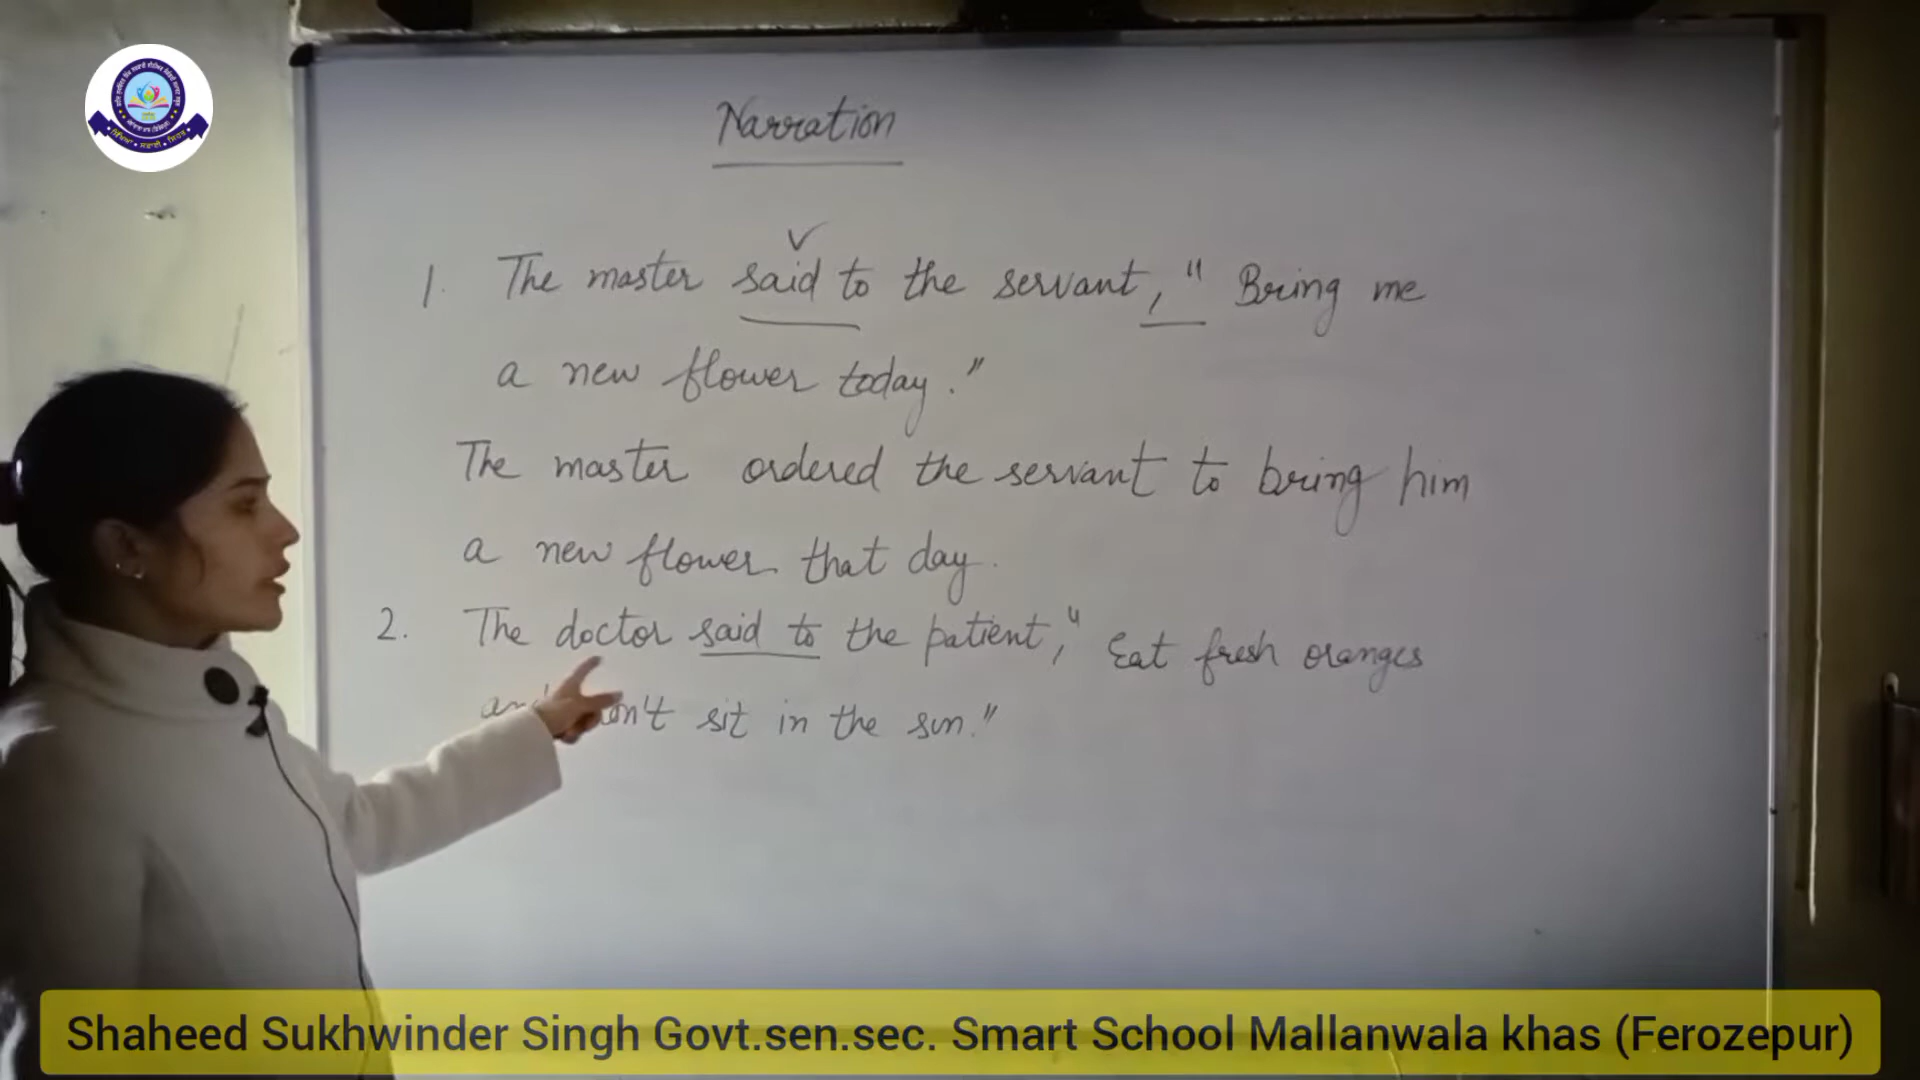 Narration
1. The master said to the servant, " Bring me
a new flower today."
The master ordered the servant to bring him
a new flower that day.
2. The doctor said to the patient," Eat fresh oranges
sit in the sun."
Shaheed Sukhwinder Singh Govt.sen.sec. Smart School Mallanwala khas (Ferozepur)